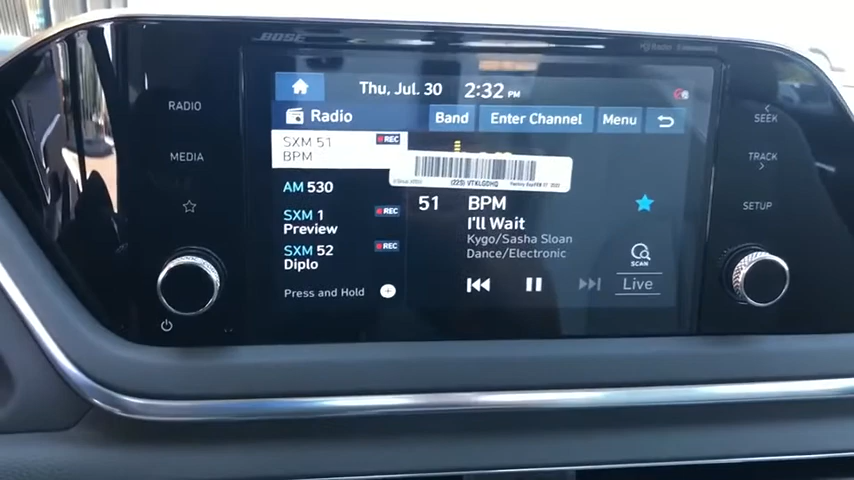 BOSE
HD Radio
Thu, Jul. 30 2:32 PM
RADIO
MEDIA
Radio
Band
Enter Channel
Menu
SXM 51
BPM
REC
AM 530
SXM 1
Preview
REC
SXM 52
Diplo
REC
Press and Hold
51 BPM
I'll Wait
Kygo/Sasha Sloan
Dance/Electronic
SCAN
Live
SEEK
TRACK
SETUP